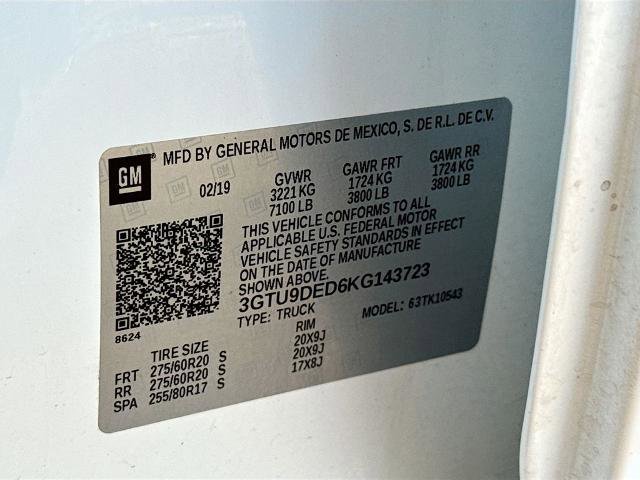 GM ® MFD BY GENERAL MOTORS DE MEXICO, S. DE R.L. DE C.V.
02/19 GVWR GAWR FRT GAWR RR
3221 KG 1724 KG 1724 KG
7100 LB 3800 LB 3800 LB
THIS VEHICLE CONFORMS TO ALL
APPLICABLE U.S. FEDERAL MOTOR
VEHICLE SAFETY STANDARDS IN EFFECT
ON THE DATE OF MANUFACTURE
SHOWN ABOVE.
3GTU9DED6KG143723
TYPE: TRUCK MODEL: 63TK10543
8624
TIRE SIZE RIM
FRT 275/60R20 S 20X9J
RR 275/60R20 S 20X9J
SPA 255/80R17 S 17X8J